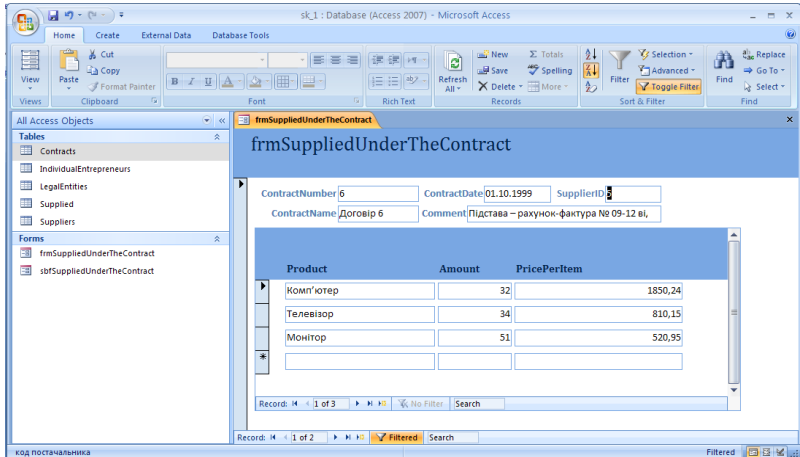 sk_1 : Database (Access 2007) - Microsoft Access
Home Create External Data Database Tools
View
Views
Paste
Cut
Copy
Format Painter
Clipboard
B I U A
Font
Rich Text
Refresh All
New
Save
Delete
Σ Totals
Spelling
More
Records
Filter
Selection
Advanced
Toggle Filter
Sort & Filter
Find
Replace
Go To
Select
Find
All Access Objects
Tables
Contracts
IndividualEntrepreneurs
LegalEntities
Supplied
Suppliers
Forms
frmSuppliedUnderTheContract
sbfSuppliedUnderTheContract
frmSuppliedUnderTheContract
frmSuppliedUnderTheContract
ContractNumber 6 ContractDate 01.10.1999 SupplierID 5
ContractName Договір 6 Comment Підстава – рахунок-фактура № 09-12 ві,
Product Amount PricePerItem
Комп'ютер 32 1850,24
Телевізор 34 810,15
Монітор 51 520,95
Record: 1 of 3 No Filter Search
Record: 1 of 2 Filtered Search
код постачальника Filtered